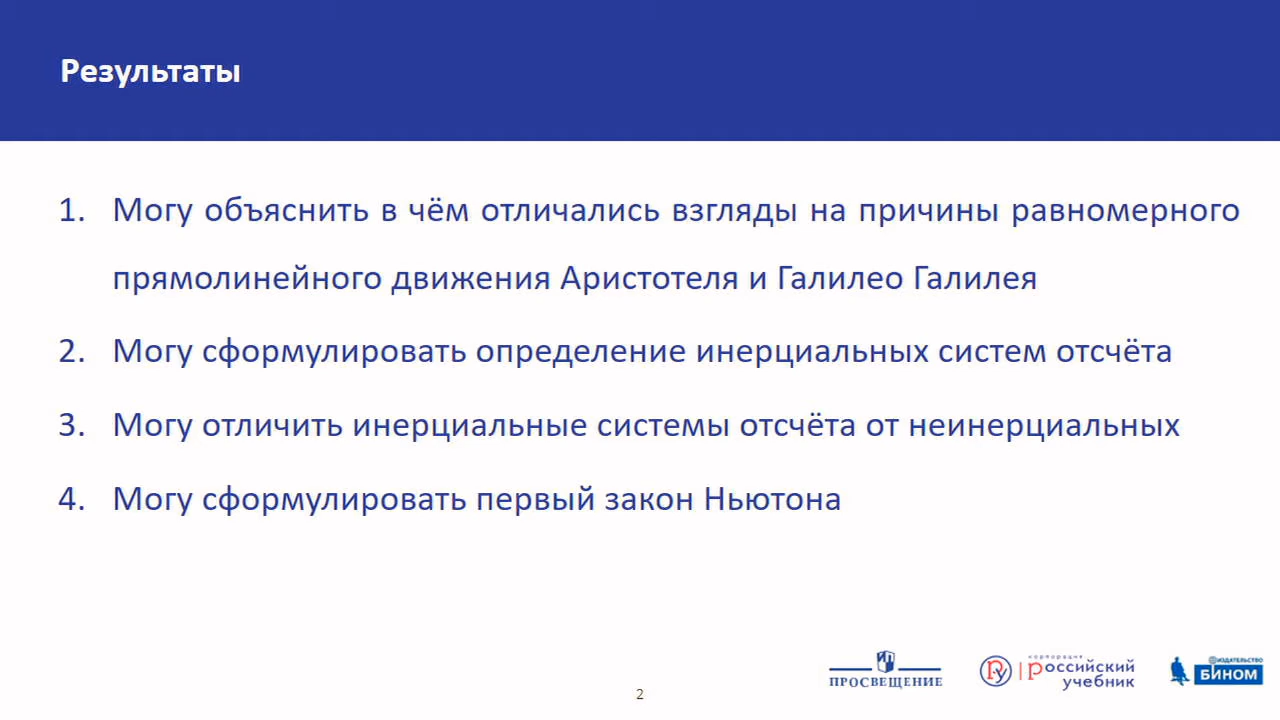 Результаты
1. Могу объяснить в чём отличались взгляды на причины равномерного
прямолинейного движения Аристотеля и Галилео Галилея
2. Могу сформулировать определение инерциальных систем отсчёта
3. Могу отличить инерциальные системы отсчёта от неинерциальных
4. Могу сформулировать первый закон Ньютона
ПРОСВЕЩЕНИЕ
корпорация
российский
учебник
ИЗДАТЕЛЬСТВО
БИНОМ
2